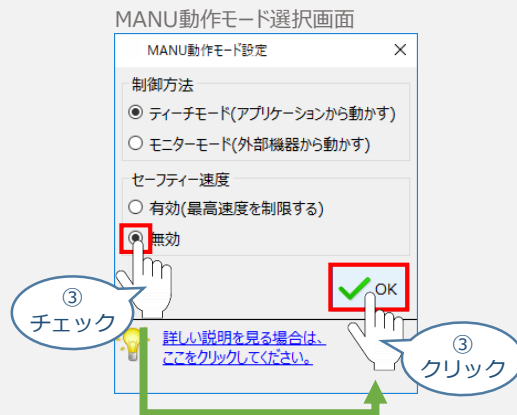 MANU動作モード選択画面
MANU動作モード設定
制御方法
ティーチモード(アプリケーションから動かす)
モニターモード(外部機器から動かす)
セーフティー速度
有効(最高速度を制限する)
無効
OK
③
チェック
詳しい説明を見る場合は、
ここをクリックしてください。
③
クリック